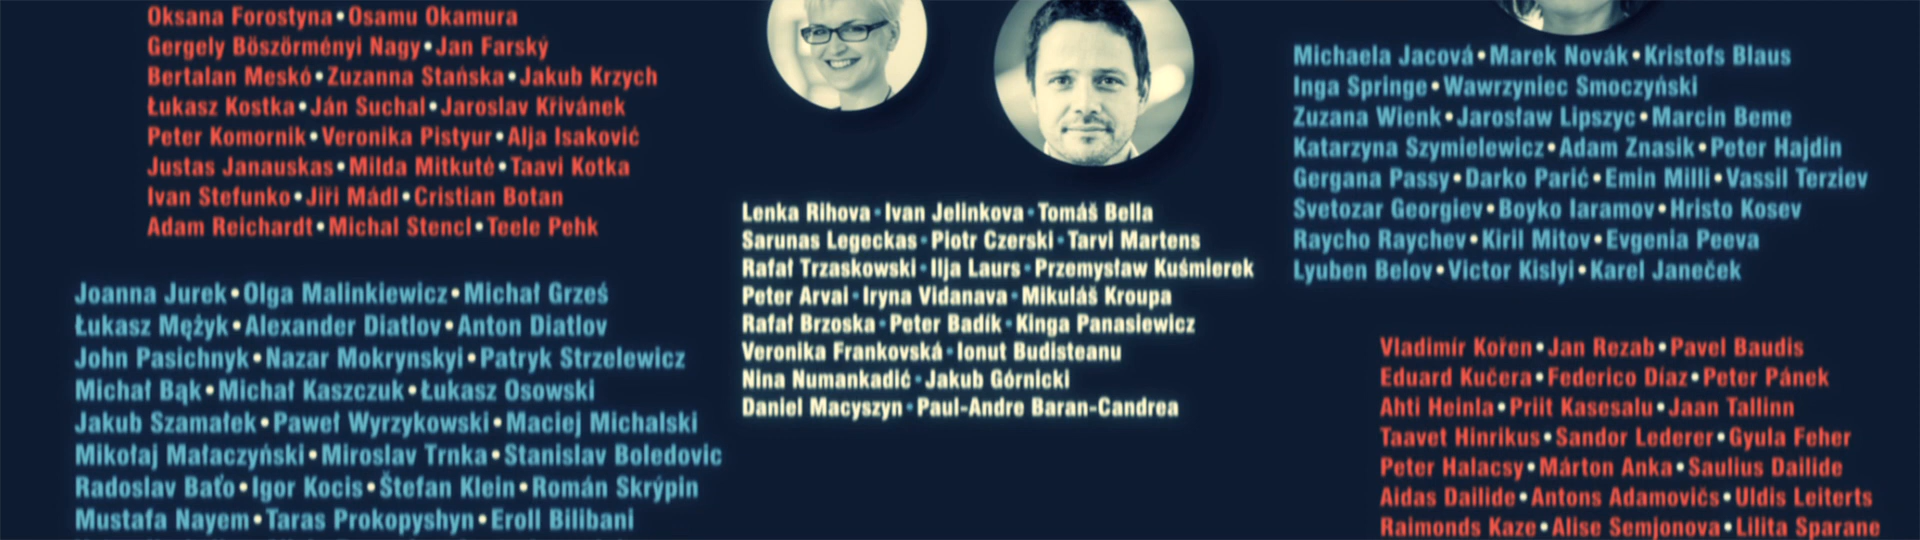 Oksana Forostyna•Osamu Okamura
Gergely Böszörményi Nagy•Jan Farský
Bertalan Meskó•Zuzanna Stańska•Jakub Krzych
Łukasz Kostka•Ján Suchal•Jaroslav Křivánek
Peter Komornik•Veronika Pistyur•Alja Isaković
Justas Janauskas•Milda Mitkutė•Taavi Kotka
Ivan Stefunko•Jiři Mádl•Cristian Botan
Adam Reichardt•Michal Stencl•Teele Pehk
Joanna Jurek•Olga Malinkiewicz•Michał Grześ
Łukasz Mężyk•Alexander Diatlov•Anton Diatlov
John Pasichnyk•Nazar Mokrynskyi•Patryk Strzelewicz
Michał Bąk•Michał Kaszczuk•Łukasz Osowski
Jakub Szamałek•Paweł Wyrzykowski•Maciej Michalski
Mikołaj Małaczyński•Miroslav Trnka•Stanislav Boledovic
Radoslav Baťo•Igor Kocis•Štefan Klein•Román Skrýpin
Mustafa Nayem•Taras Prokopyshyn•Eroll Bilibani
Lenka Rihova•Ivan Jelinkova•Tomáš Bella
Sarunas Legeckas•Piotr Czerski•Tarvi Martens
Rafał Trzaskowski•Ilja Laurs•Przemysław Kuśmierek
Peter Arvai•Iryna Vidanava•Mikuláš Kroupa
Rafał Brzoska•Peter Badík•Kinga Panasiewicz
Veronika Frankovská•Ionut Budisteanu
Nina Numankadić•Jakub Górnicki
Daniel Macyszyn•Paul-Andre Baran-Candrea
Michaela Jacová•Marek Novák•Kristofs Blaus
Inga Springe•Wawrzyniec Smoczyński
Zuzana Wienk•Jarosław Lipszyc•Marcin Beme
Katarzyna Szymielewicz•Adam Znasik•Peter Hajdin
Gergana Passy•Darko Parić•Emin Milli•Vassil Terziev
Svetozar Georgiev•Boyko Iaramov•Hristo Kosev
Raycho Raychev•Kiril Mitov•Evgenia Peeva
Lyuben Belov•Victor Kislyi•Karel Janeček
Vladimír Kořen•Jan Rezab•Pavel Baudis
Eduard Kučera•Federico Díaz•Peter Pánek
Ahti Heinla•Priit Kasesalu•Jaan Tallinn
Taavet Hinrikus•Sandor Lederer•Gyula Feher
Peter Halacsy•Márton Anka•Saulius Dailide
Aidas Dailide•Antons Adamovičs•Uldis Leiterts
Raimonds Kaze•Alise Semjonova•Lilita Sparane